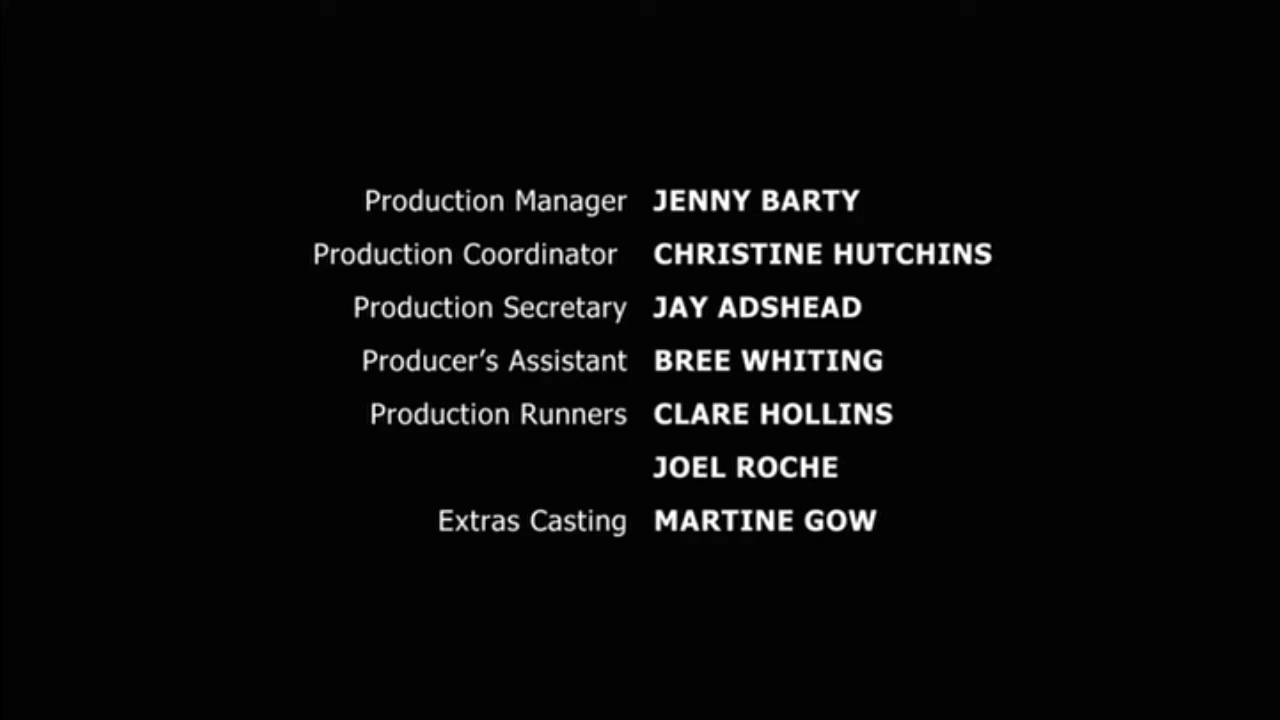 Production Manager JENNY BARTY
Production Coordinator CHRISTINE HUTCHINS
Production Secretary JAY ADSHEAD
Producer’s Assistant BREE WHITING
Production Runners CLARE HOLLINS
JOEL ROCHE
Extras Casting MARTINE GOW